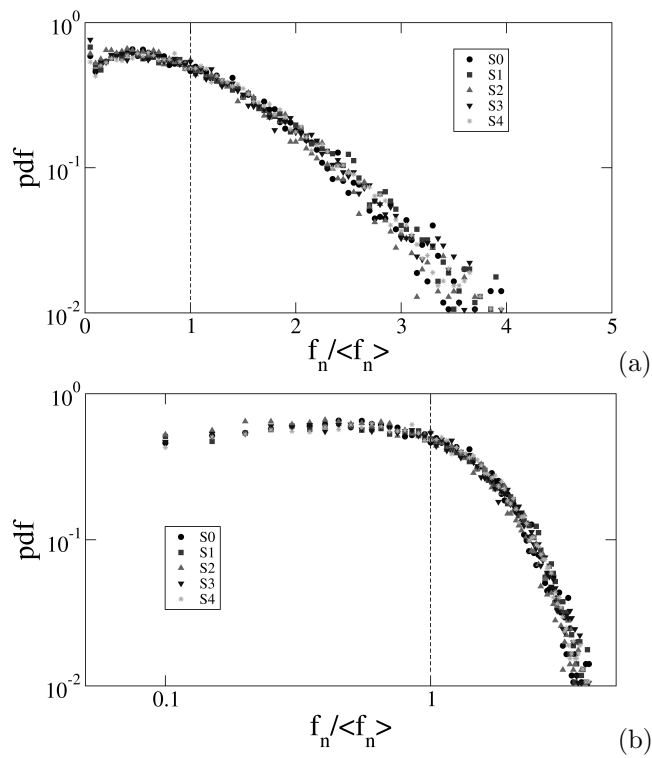 10^0
S0
S1
S2
S3
S4
pdf
10^-1
10^-2
0 1 2 3 4 5
f_n/<f_n>
(a)
10^0
pdf
10^-1
S0
S1
S2
S3
S4
10^-2
0.1 1
f_n/<f_n>
(b)